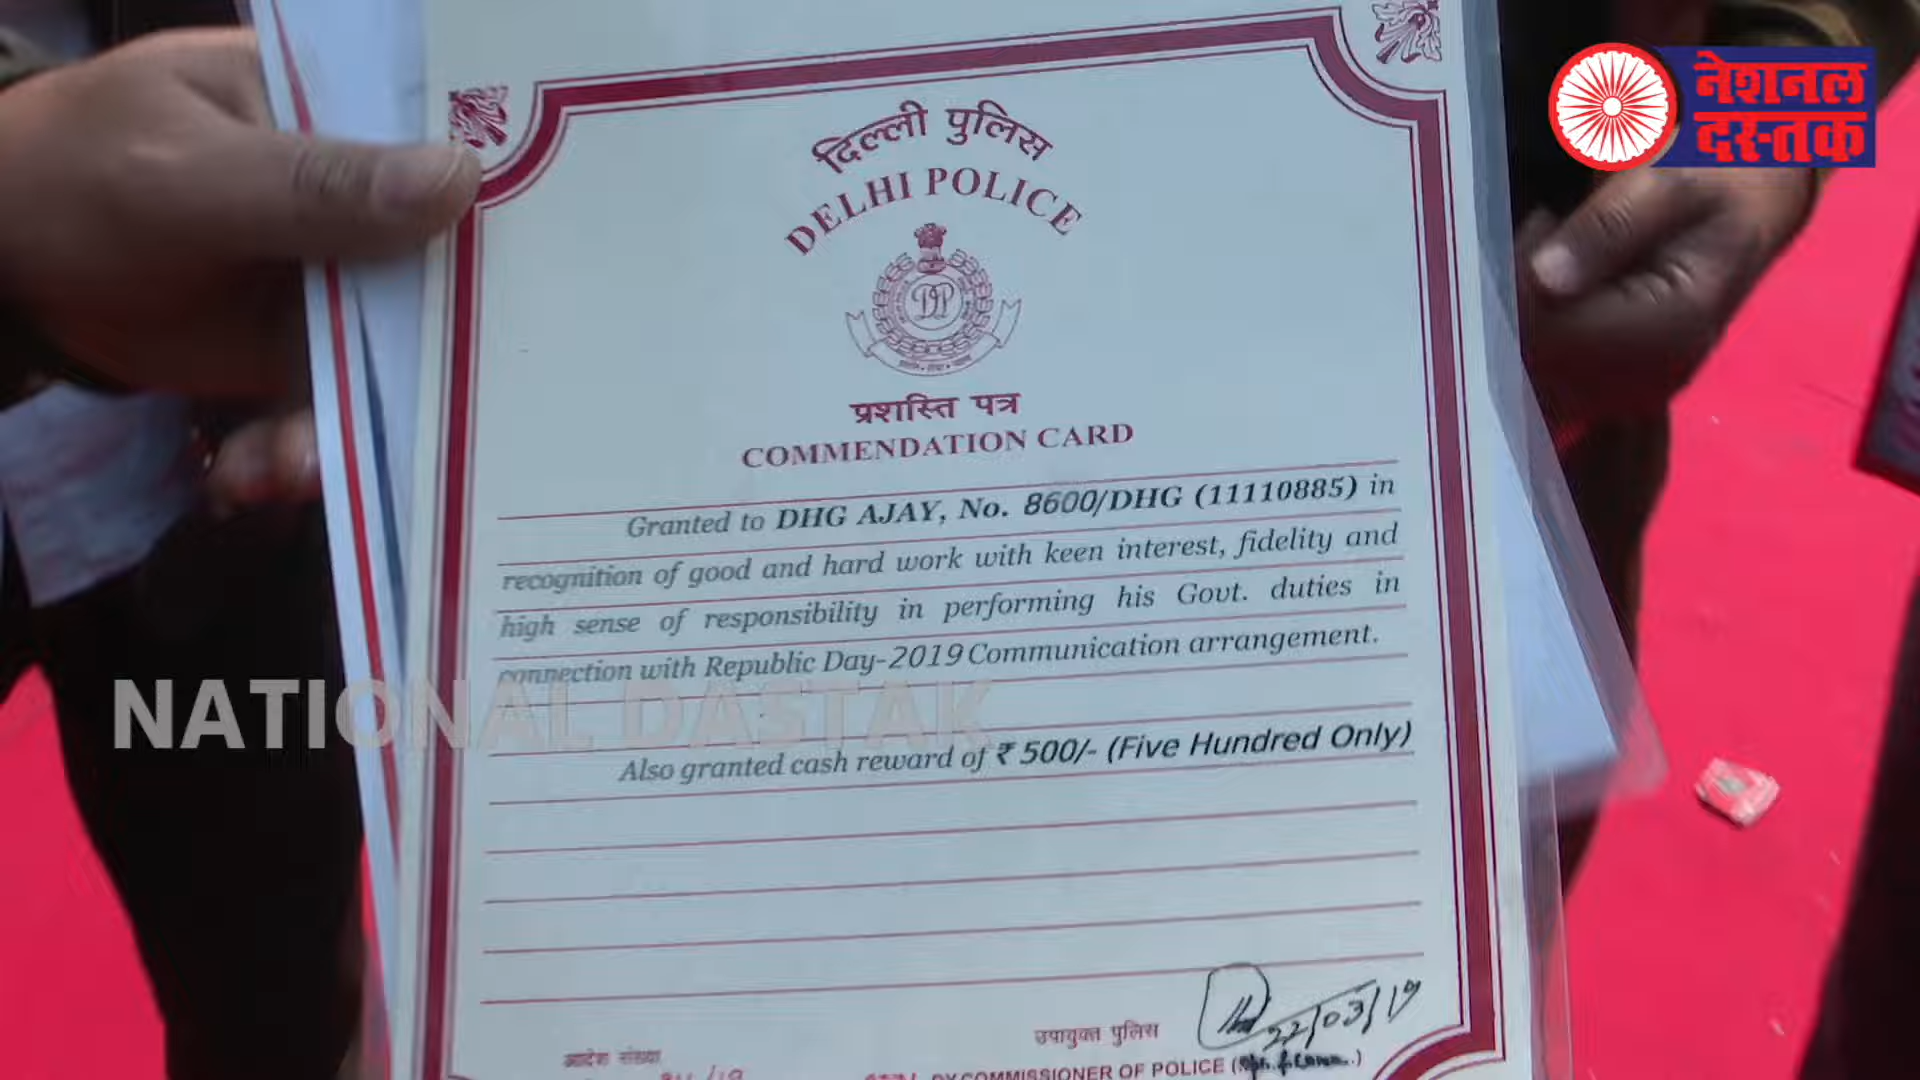 नेशनल
दस्तक
दिल्ली पुलिस
DELHI POLICE
DP
प्रशस्ति पत्र
COMMENDATION CARD
Granted to DHG AJAY, No. 8600/DHG (11110885) in
recognition of good and hard work with keen interest, fidelity and
high sense of responsibility in performing his Govt. duties in
connection with Republic Day-2019 Communication arrangement.
NATIONAL DASTAK
Also granted cash reward of ₹ 500/- (Five Hundred Only)
22/03/19
उपायुक्त पुलिस
आदेश संख्या
DY.COMMISSIONER OF POLICE